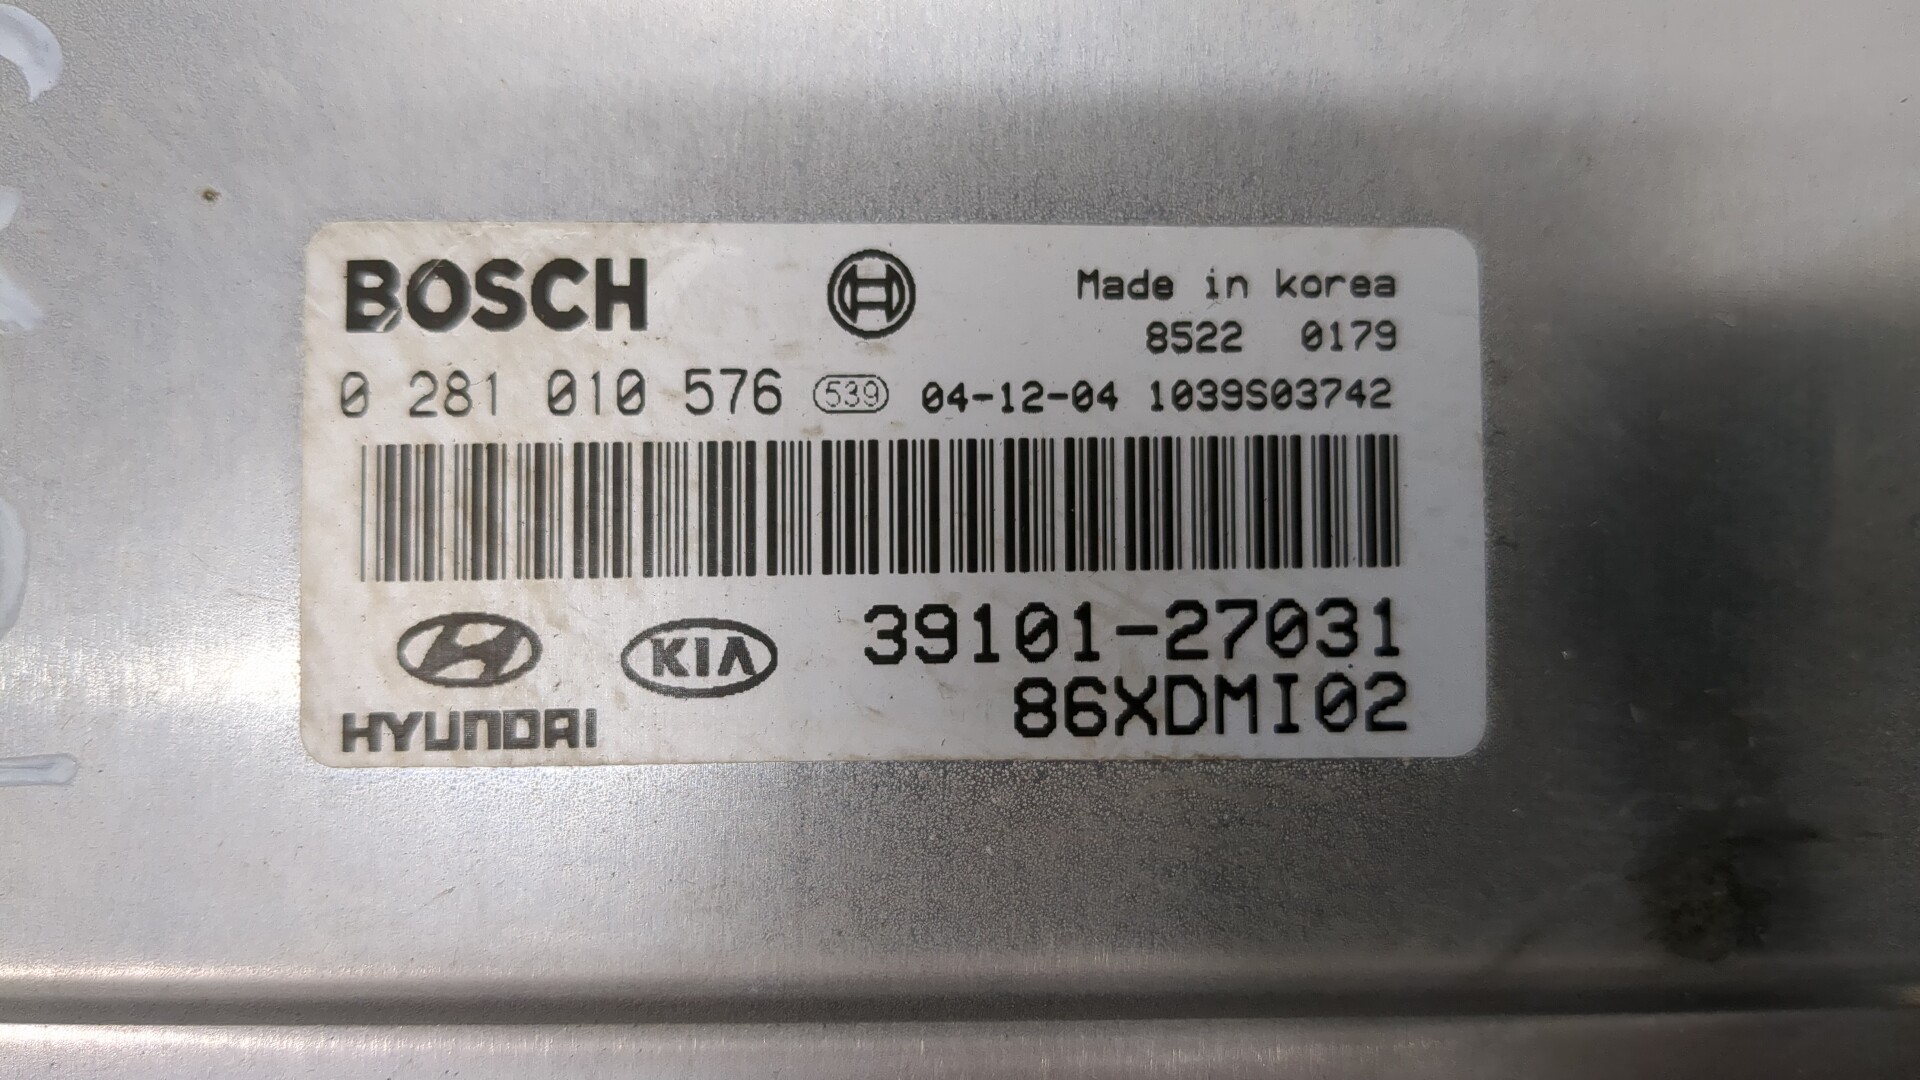 BOSCH
Made in korea
8522 0179
0 281 010 576 539 04-12-04 1039S03742
39101-27031
KIA
86XDMI02
HYUNDAI